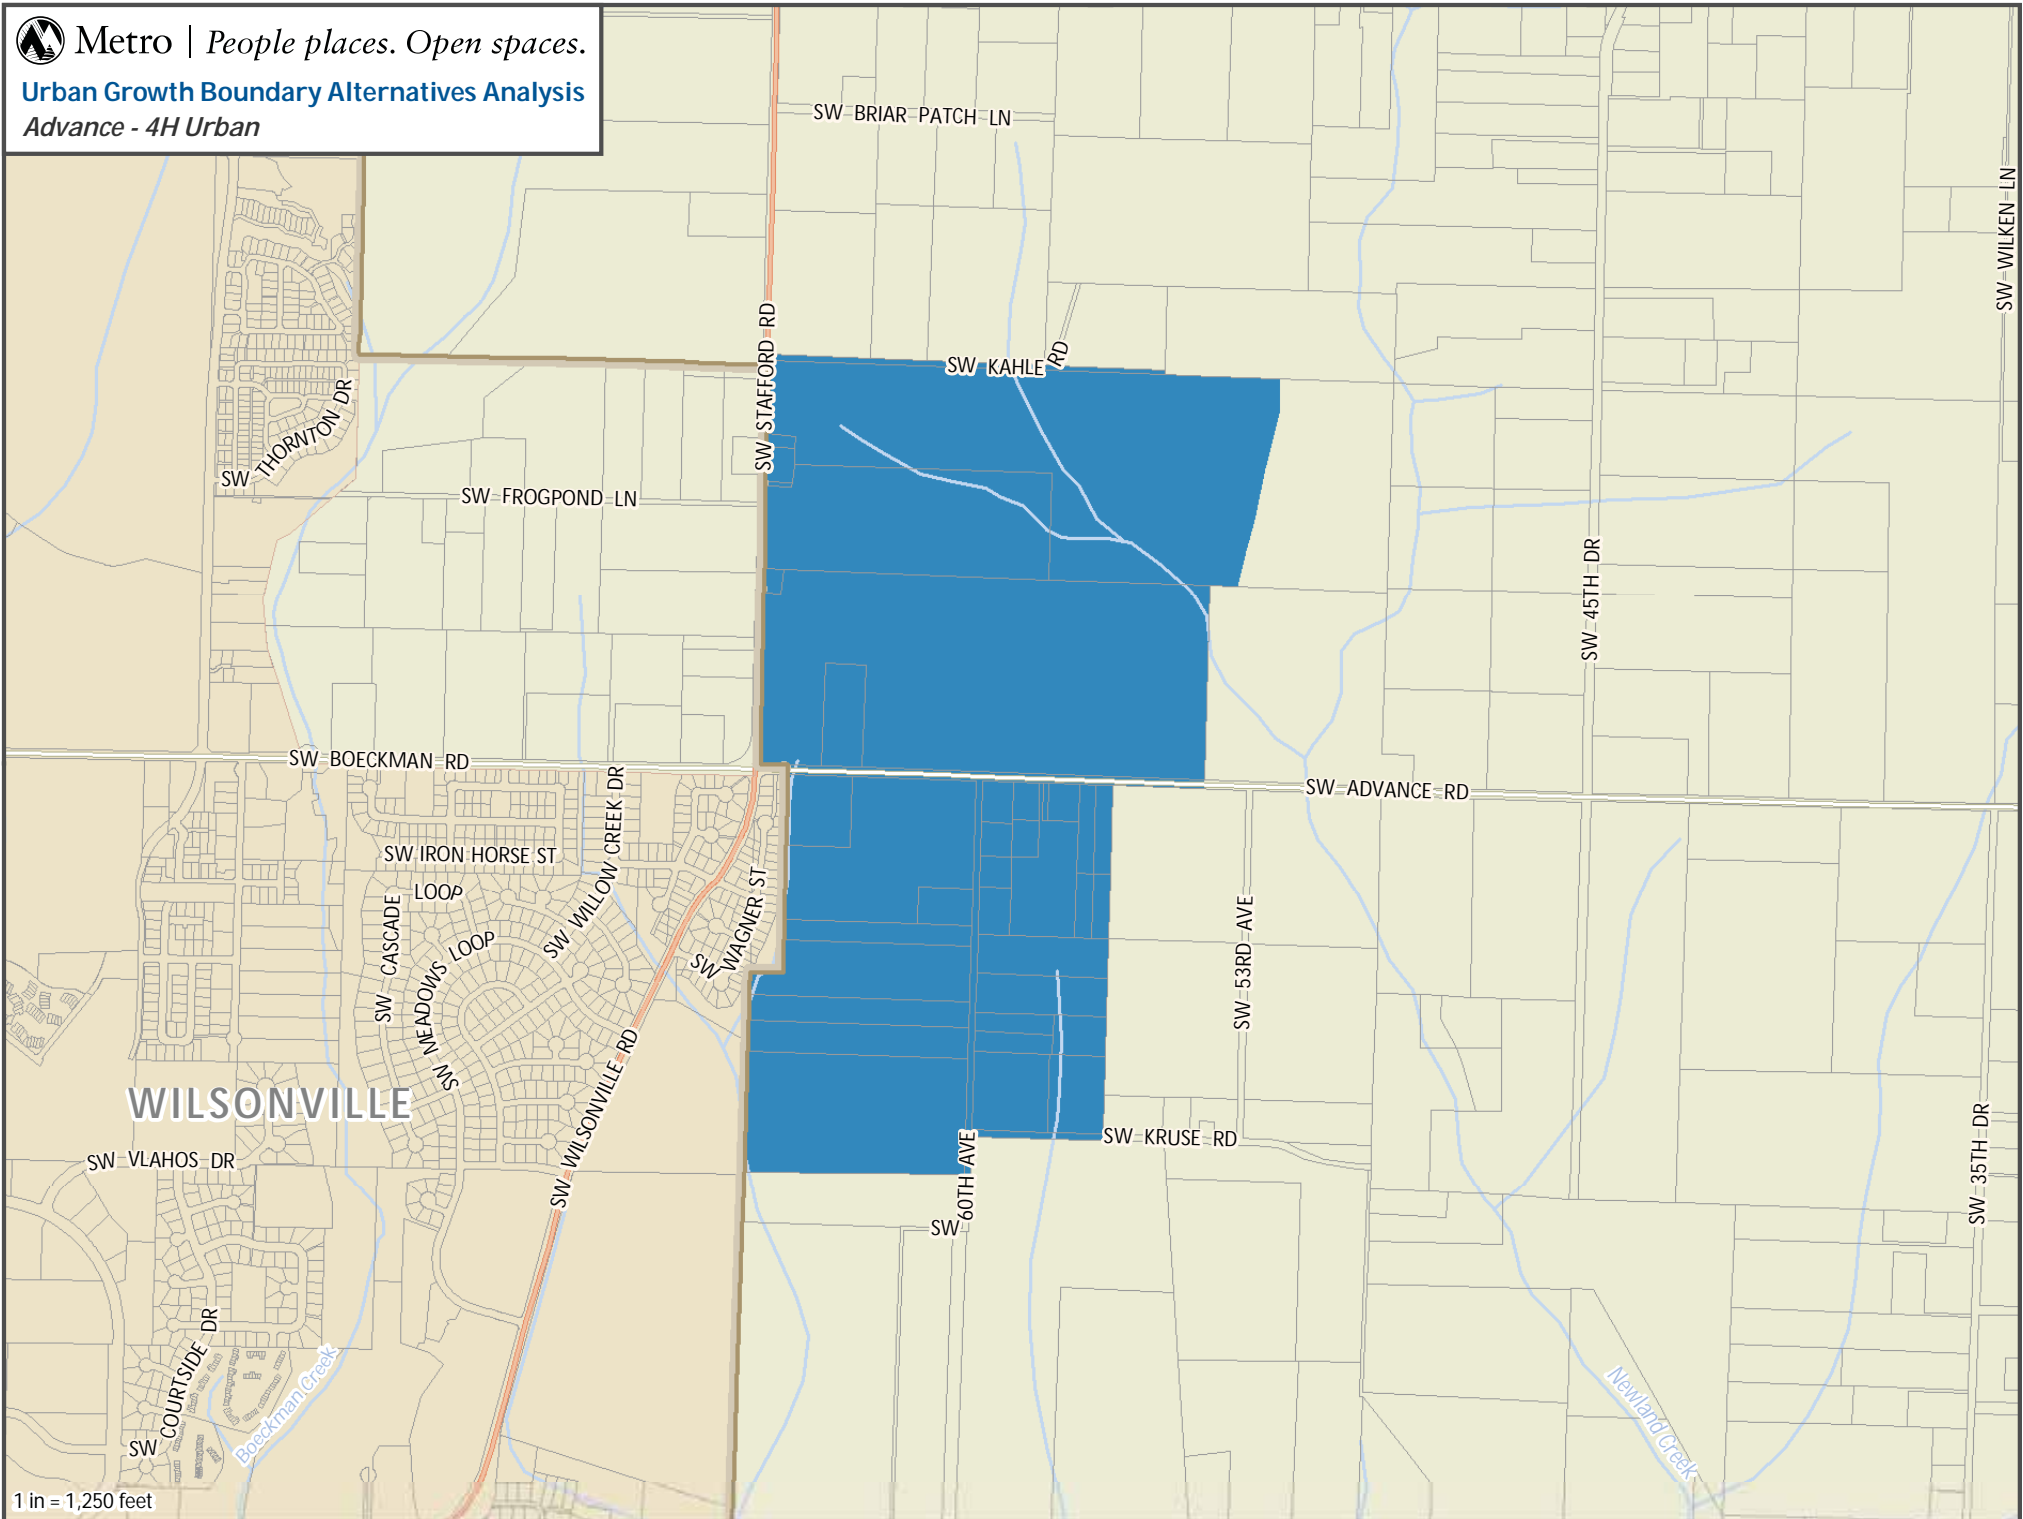 Metro | People places. Open spaces.
Urban Growth Boundary Alternatives Analysis
Advance - 4H Urban
SW BRIAR PATCH LN
SW WILKEN LN
SW STAFFORD RD
SW KAHLE RD
SW THORNTON DR
SW FROGPOND LN
SW 45TH DR
SW BOECKMAN RD
SW ADVANCE RD
SW WILLOW CREEK DR
SW IRON HORSE ST
SW CASCADE LOOP
SW MEADOWS LOOP
SW WAGNER ST
SW 53RD AVE
SW WILSONVILLE RD
WILSONVILLE
SW VLAHOS DR
SW KRUSE RD
SW 60TH AVE
SW 35TH DR
SW COURTSIDE DR
Boeckman Creek
Newland Creek
1 in = 1,250 feet